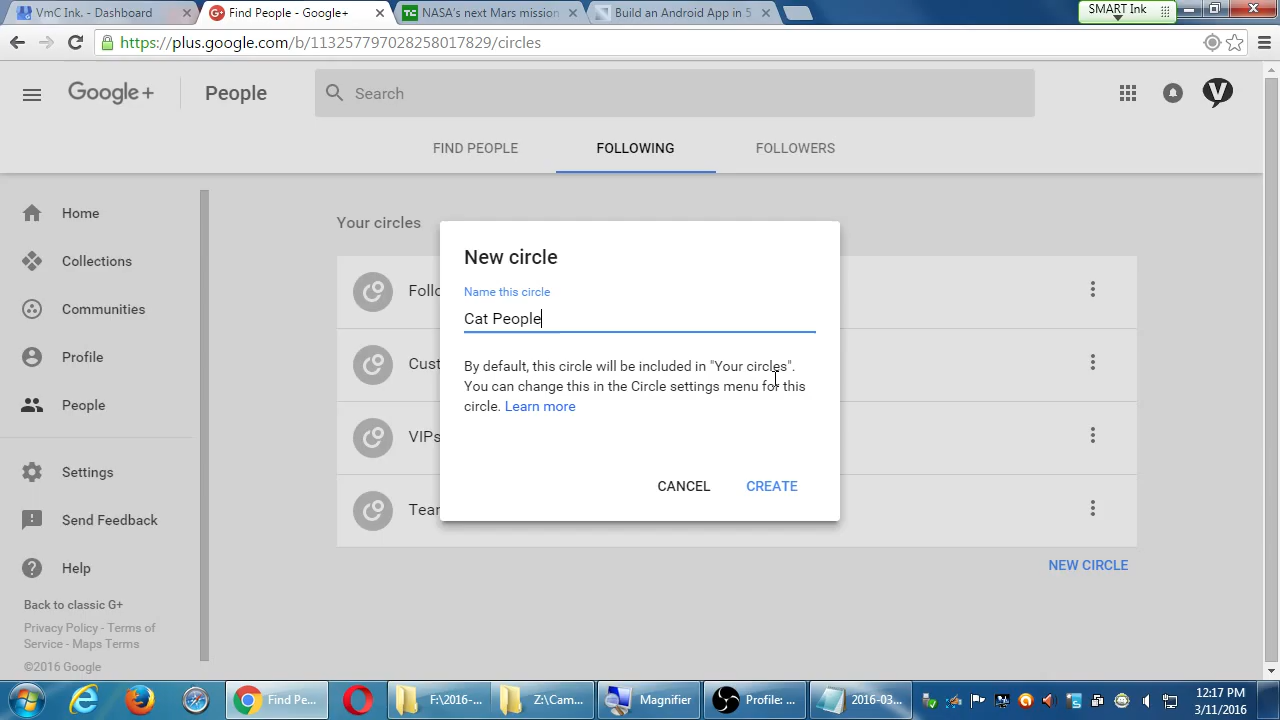 VmC Ink. - Dashboard
Find People - Google+
NASA's next Mars mission
Build an Android App in 5
SMART Ink
https://plus.google.com/b/113257797028258017829/circles
Google+
People
Search
FIND PEOPLE
FOLLOWING
FOLLOWERS
Home
Collections
Communities
Profile
People
Settings
Send Feedback
Help
Back to classic G+
Privacy Policy - Terms of
Service - Maps Terms
©2016 Google
Your circles
Follo
Cust
VIPs
Tear
NEW CIRCLE
New circle
Name this circle
Cat People
By default, this circle will be included in "Your circles".
You can change this in the Circle settings menu for this
circle. Learn more
CANCEL
CREATE
Find Pe...
F:\2016-...
Z:\Cam...
Magnifier
Profile: ...
2016-03...
12:17 PM
3/11/2016